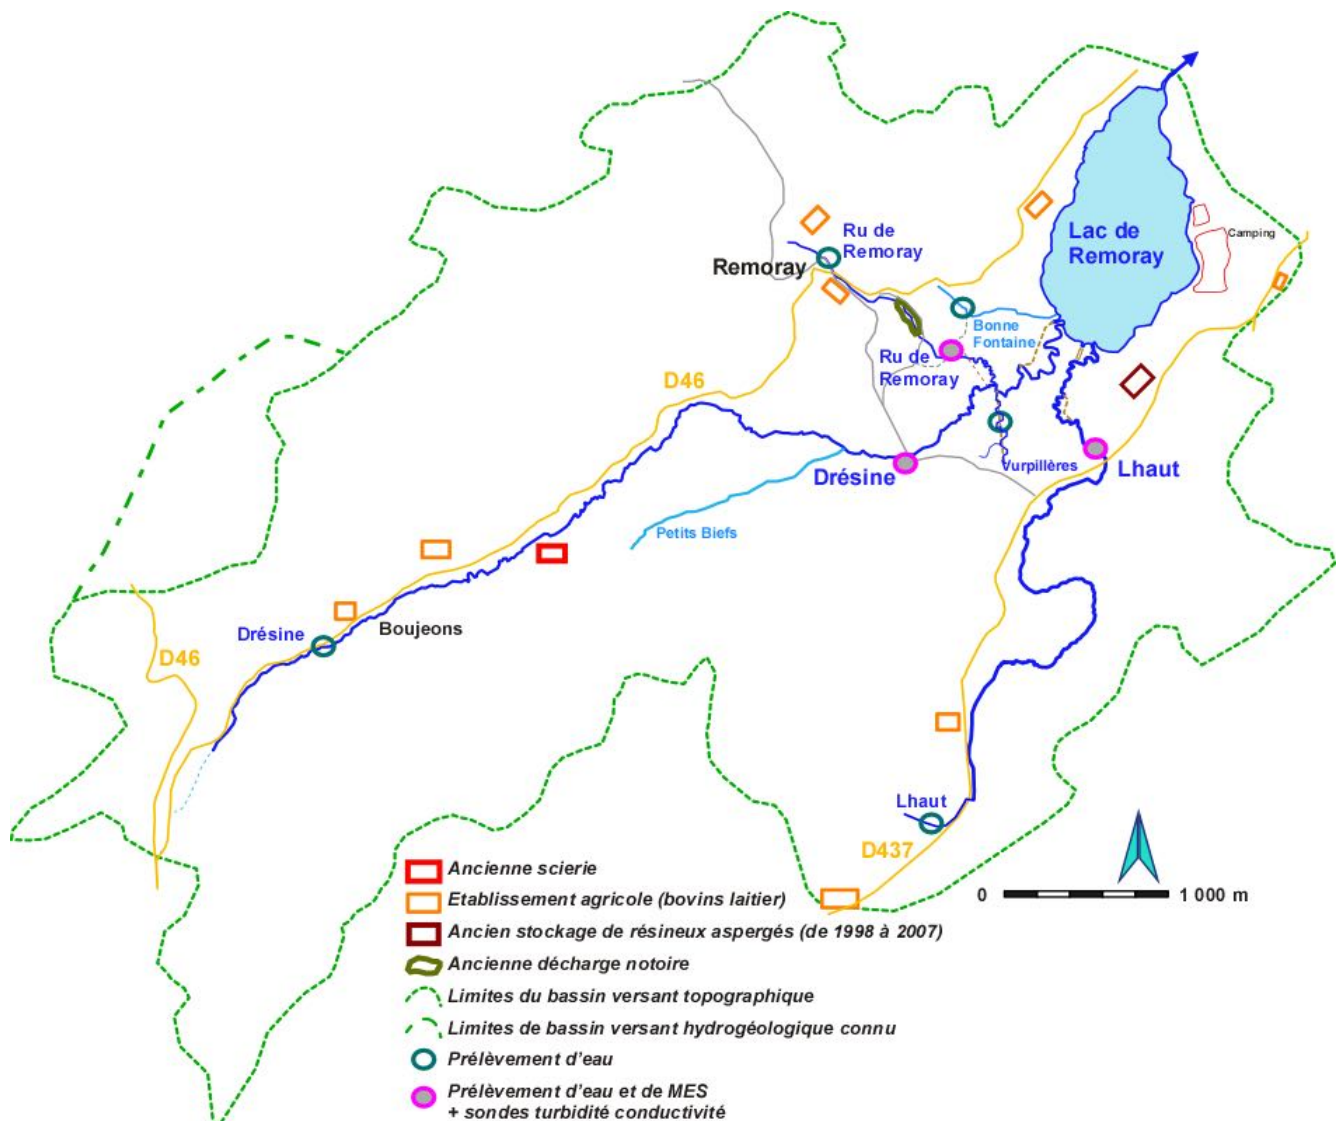 Ru de
Remoray
Remoray
Lac de
Remoray
Camping
Bonne
Fontaine
Ru de
Remoray
D46
Drésine
Vurpillères
Lhaut
Petits Biefs
Drésine
Boujeons
D46
Lhaut
D437
0
1 000 m
Ancienne scierie
Etablissement agricole (bovins laitier)
Ancien stockage de résineux aspergés (de 1998 à 2007)
Ancienne décharge notoire
Limites du bassin versant topographique
Limites de bassin versant hydrogéologique connu
Prélèvement d'eau
Prélèvement d'eau et de MES
+ sondes turbidité conductivité